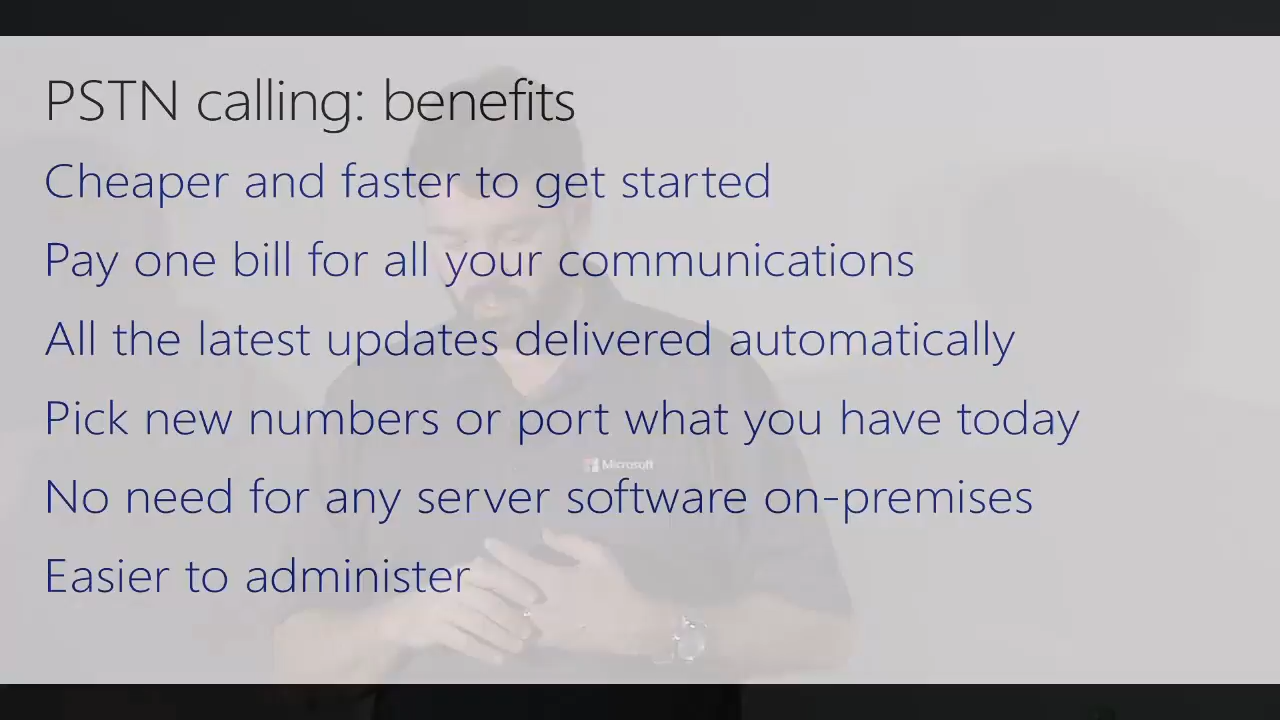 PSTN calling: benefits
Cheaper and faster to get started
Pay one bill for all your communications
All the latest updates delivered automatically
Pick new numbers or port what you have today
Microsoft
No need for any server software on-premises
Easier to administer